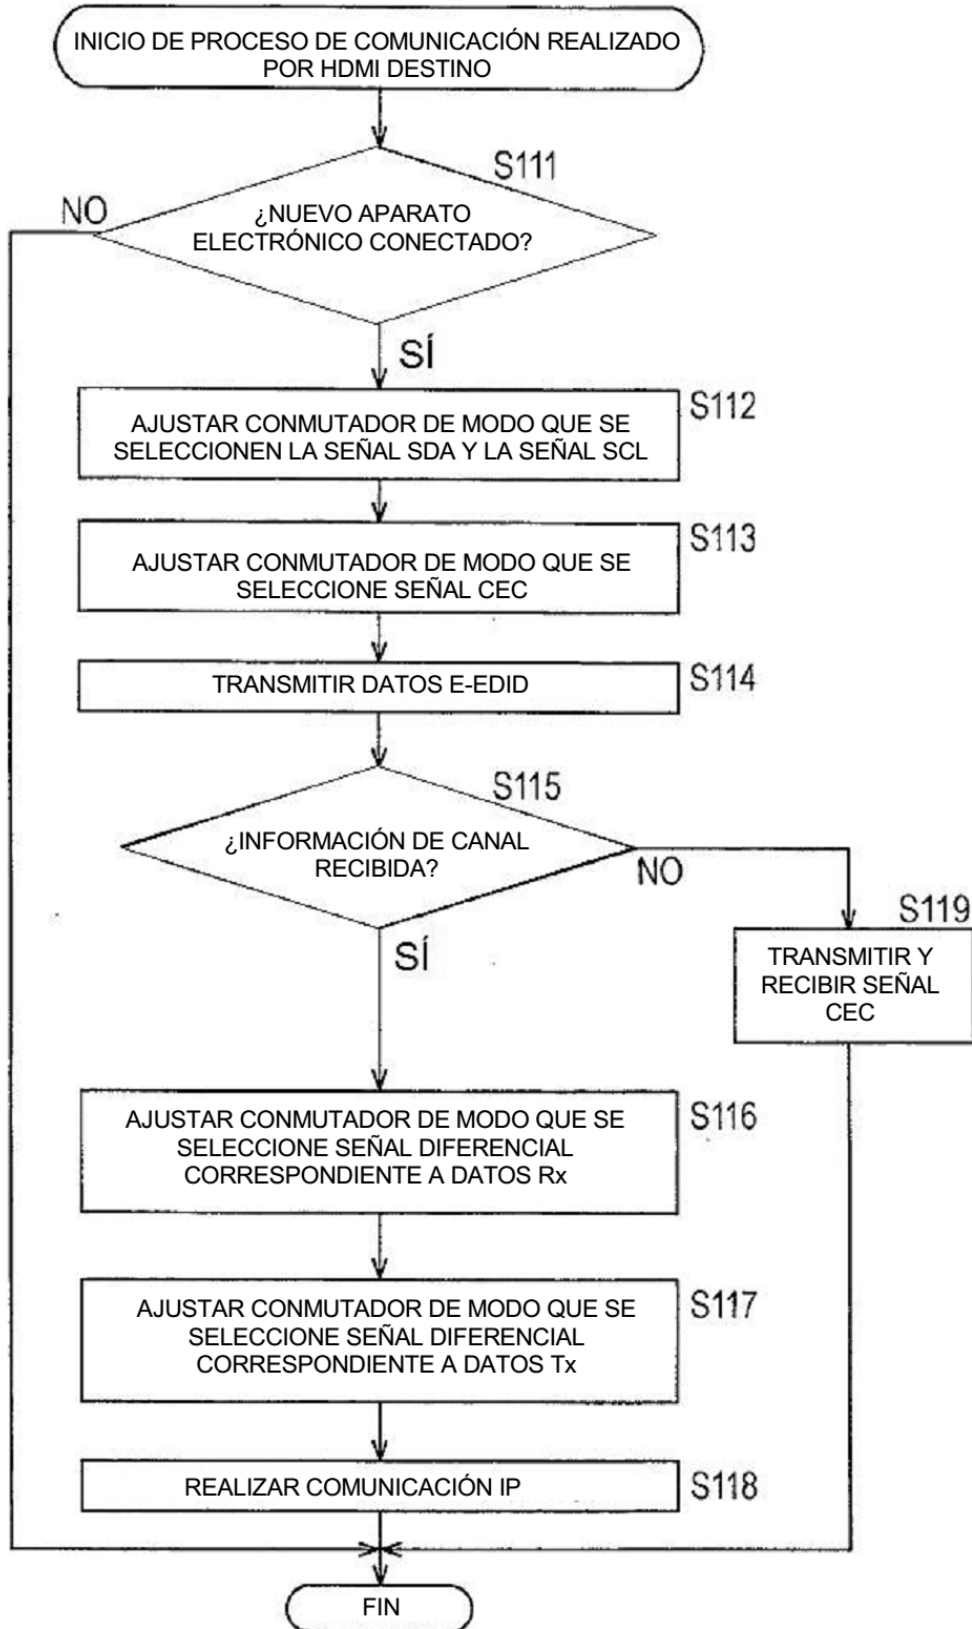 INICIO DE PROCESO DE COMUNICACIÓN REALIZADO
POR HDMI DESTINO
S111
NO
¿NUEVO APARATO
ELECTRÓNICO CONECTADO?
SÍ
S112
AJUSTAR CONMUTADOR DE MODO QUE SE
SELECCIONEN LA SEÑAL SDA Y LA SEÑAL SCL
S113
AJUSTAR CONMUTADOR DE MODO QUE SE
SELECCIONE SEÑAL CEC
S114
TRANSMITIR DATOS E-EDID
S115
¿INFORMACIÓN DE CANAL
RECIBIDA?
NO
SÍ
S119
TRANSMITIR Y
RECIBIR SEÑAL
CEC
S116
AJUSTAR CONMUTADOR DE MODO QUE SE
SELECCIONE SEÑAL DIFERENCIAL
CORRESPONDIENTE A DATOS Rx
S117
AJUSTAR CONMUTADOR DE MODO QUE SE
SELECCIONE SEÑAL DIFERENCIAL
CORRESPONDIENTE A DATOS Tx
REALIZAR COMUNICACIÓN IP
S118
FIN